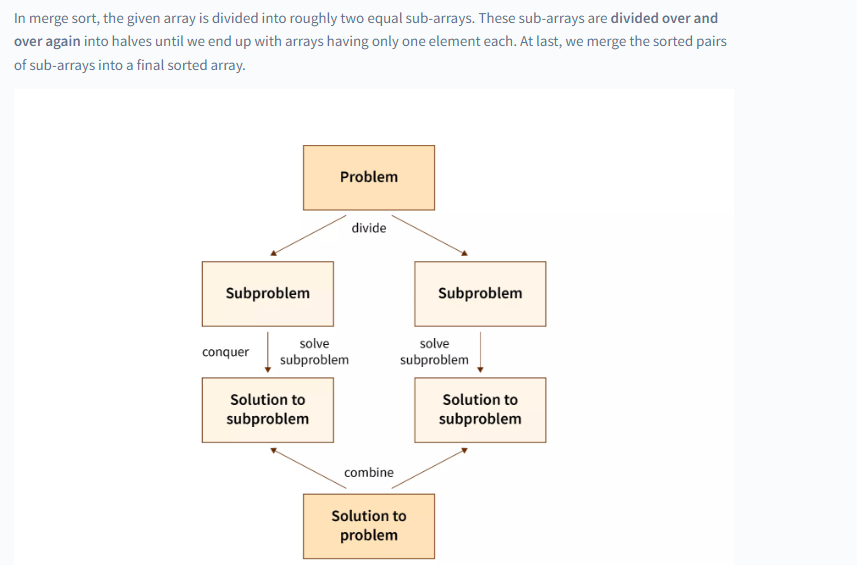 In merge sort, the given array is divided into roughly two equal sub-arrays. These sub-arrays are divided over and
over again into halves until we end up with arrays having only one element each. At last, we merge the sorted pairs
of sub-arrays into a final sorted array.
Problem
divide
Subproblem
Subproblem
conquer
solve
subproblem
solve
subproblem
Solution to
subproblem
Solution to
subproblem
combine
Solution to
problem